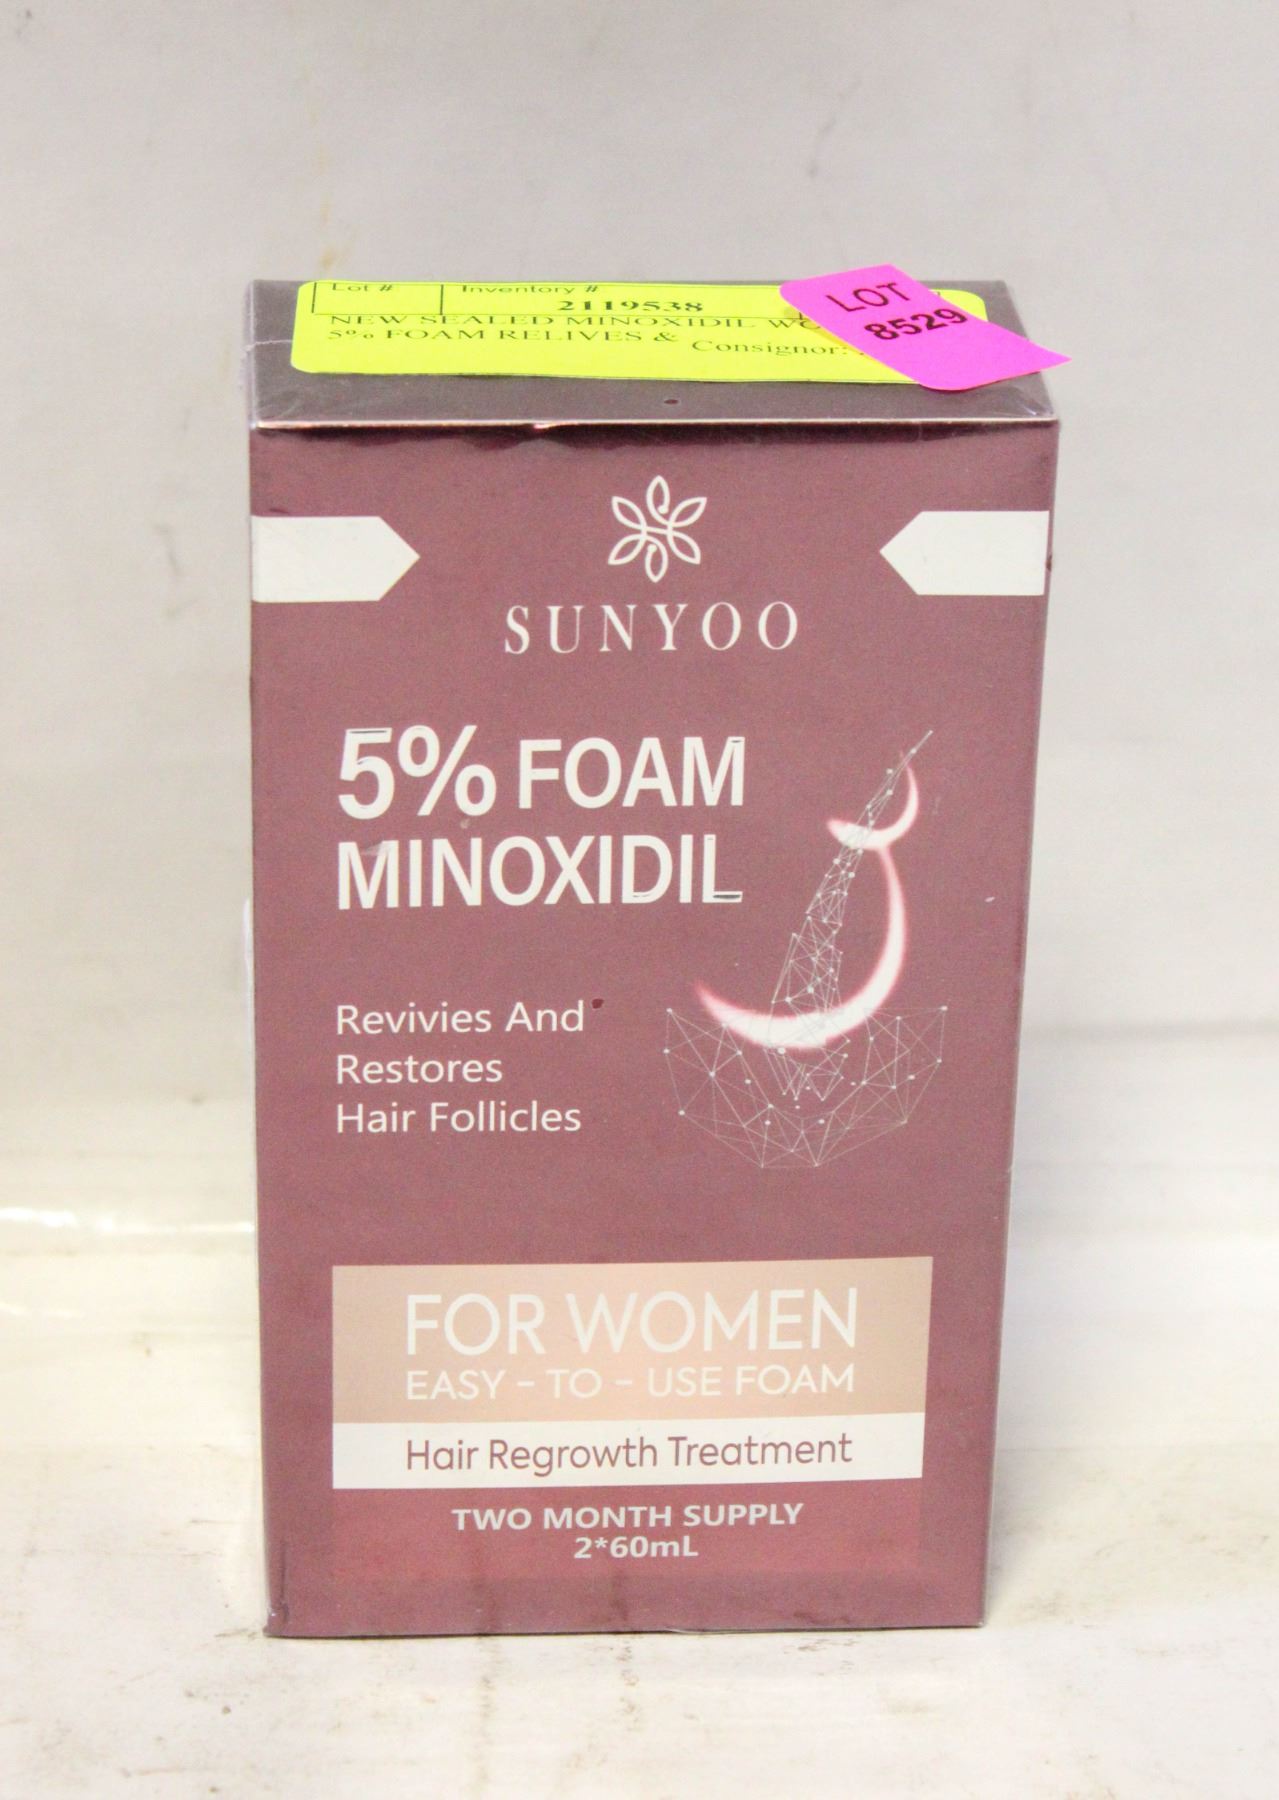 Lot #
Inventory #
2119538
NEW SEALED MINOXIDIL
5% FOAM RELIVES &
Consignor:
LOT
8529
SUNYOO
5% FOAM
MINOXIDIL
Revivies And
Restores
Hair Follicles
FOR WOMEN
EASY - TO - USE FOAM
Hair Regrowth Treatment
TWO MONTH SUPPLY
2*60mL